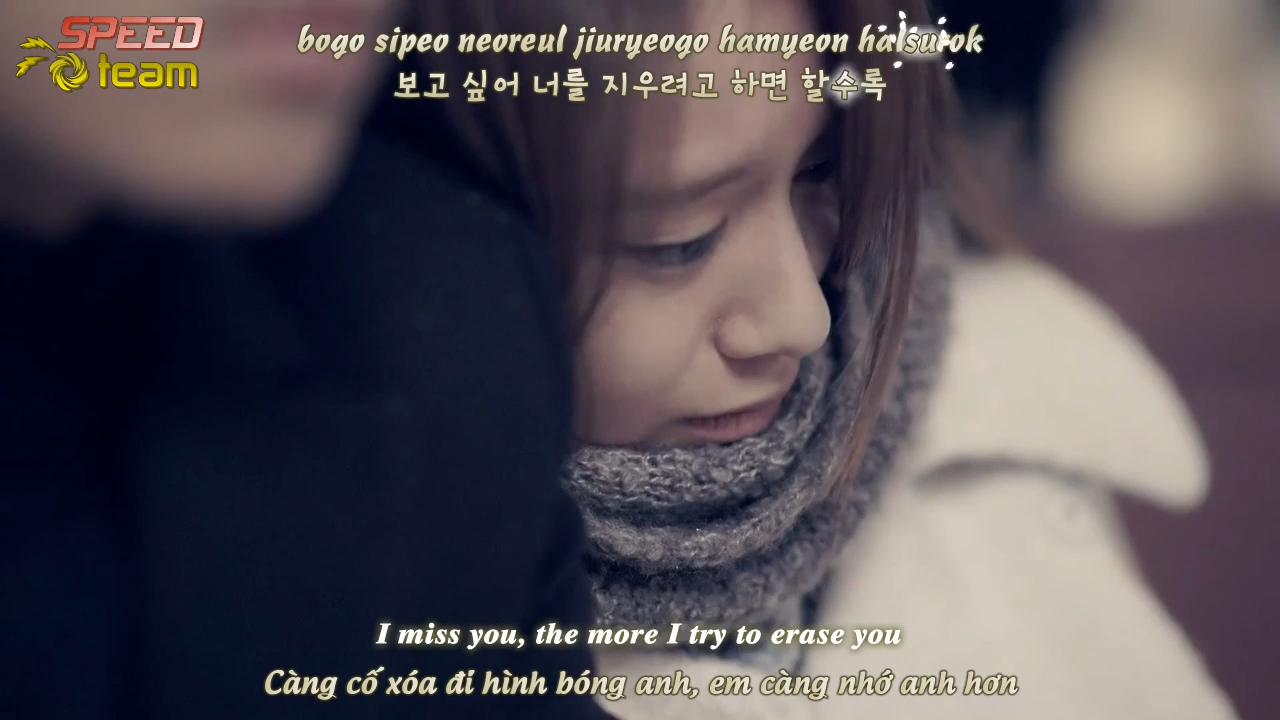 SPEED
team
bogo sipeo neoreul jiuryeogo hamyeon halsurok
보고 싶어 너를 지우려고 하면 할수록
I miss you, the more I try to erase you
Càng cố xóa đi hình bóng anh, em càng nhớ anh hơn